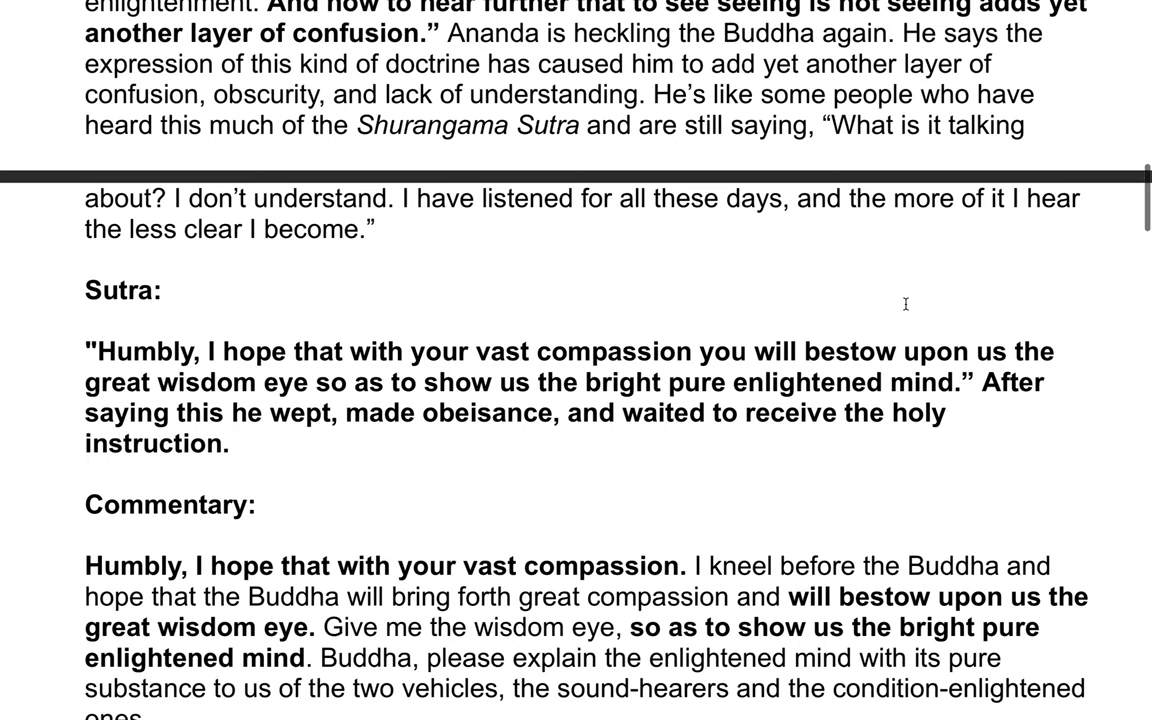 enlightenment. And now to hear further that to see seeing is not seeing adds yet
another layer of confusion.” Ananda is heckling the Buddha again. He says the
expression of this kind of doctrine has caused him to add yet another layer of
confusion, obscurity, and lack of understanding. He’s like some people who have
heard this much of the Shurangama Sutra and are still saying, “What is it talking
about? I don’t understand. I have listened for all these days, and the more of it I hear
the less clear I become.”
Sutra:
"Humbly, I hope that with your vast compassion you will bestow upon us the
great wisdom eye so as to show us the bright pure enlightened mind.” After
saying this he wept, made obeisance, and waited to receive the holy
instruction.
Commentary:
Humbly, I hope that with your vast compassion. I kneel before the Buddha and
hope that the Buddha will bring forth great compassion and will bestow upon us the
great wisdom eye. Give me the wisdom eye, so as to show us the bright pure
enlightened mind. Buddha, please explain the enlightened mind with its pure
substance to us of the two vehicles, the sound-hearers and the condition-enlightened
ones.